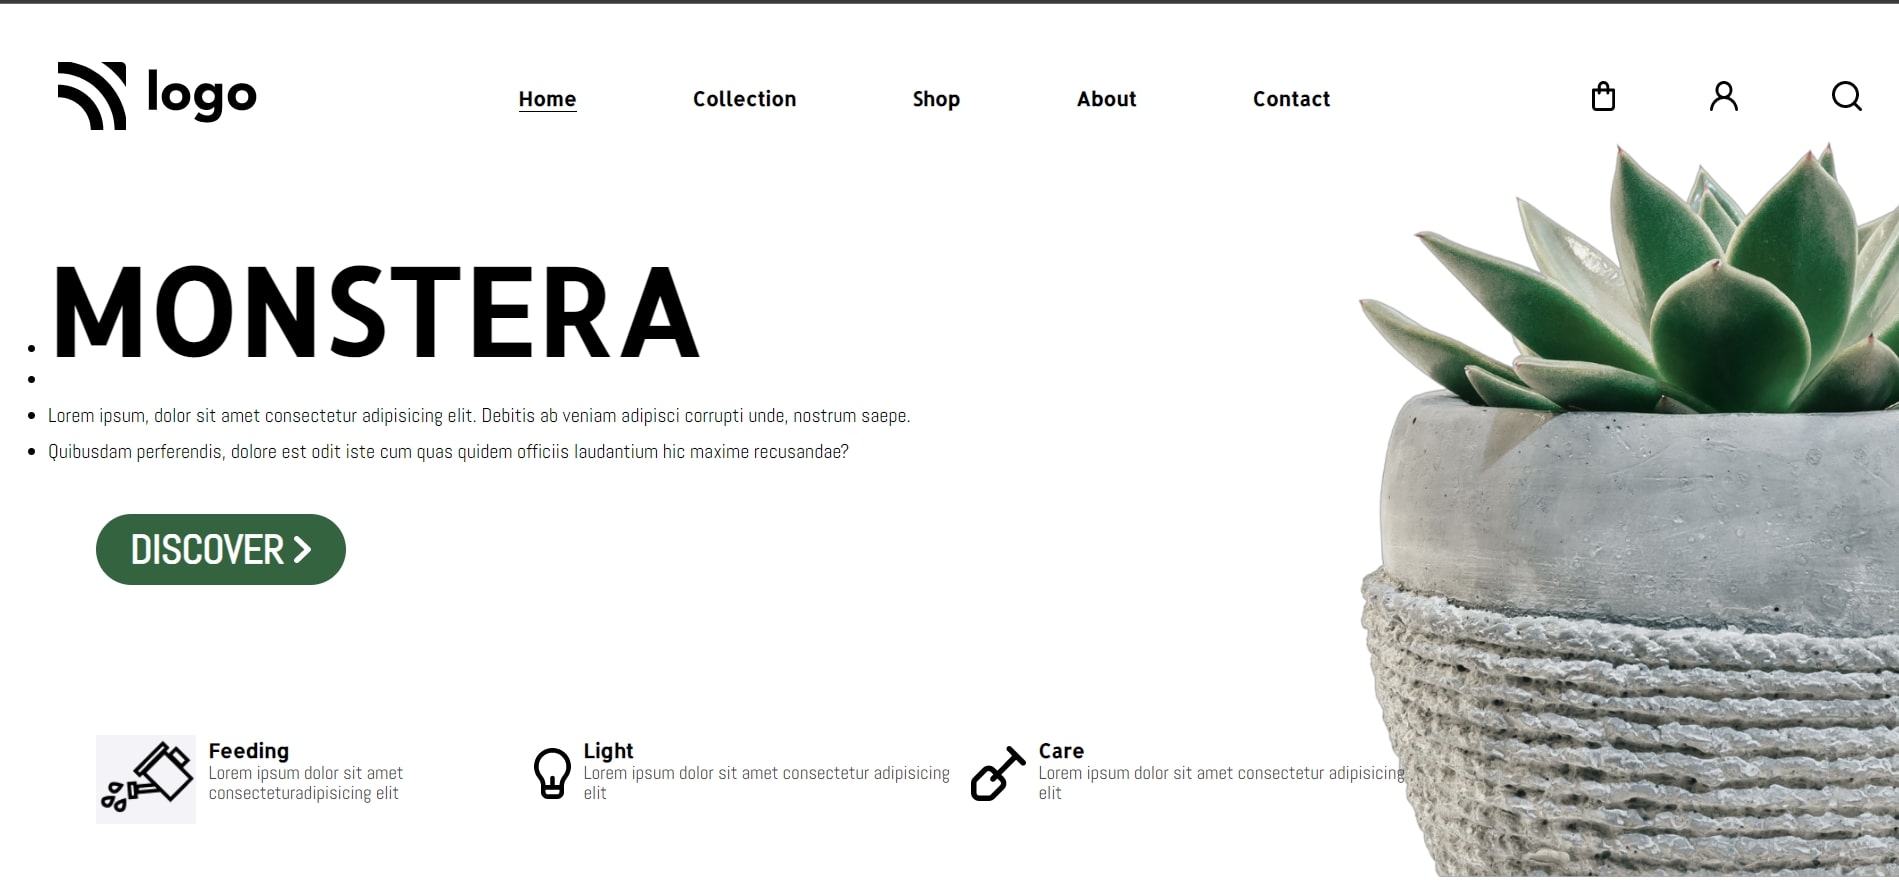 logo
Home Collection Shop About Contact
MONSTERA
Lorem ipsum, dolor sit amet consectetur adipisicing elit. Debitis ab veniam adipisci corrupti unde, nostrum saepe.
Quibusdam perferendis, dolore est odit iste cum quas quidem officiis laudantium hic maxime recusandae?
DISCOVER
Feeding
Lorem ipsum dolor sit amet
consecteturadipisicing elit
Light
Lorem ipsum dolor sit amet consectetur adipisicing
elit
Care
Lorem ipsum dolor sit amet consectetur adipisicing
elit